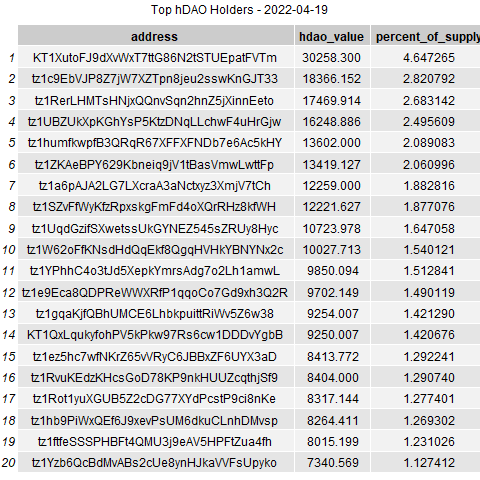 Top hDAO Holders - 2022-04-19
address hdao_value percent_of_supply
1 KT1XutoFJ9dXvWxT7ttG86N2tSTUEpatFVTm 30258.300 4.647265
2 tz1c9EbVJP8Z7jW7XZTpn8jeu2sswKnGJT33 18366.152 2.820792
3 tz1RerLHMTsHNjxQQnvSqn2hnZ5jXinnEeto 17469.914 2.683142
4 tz1UBZUkXpKGhYsP5KtzDNqLLchwF4uHrGjw 16248.886 2.495609
5 tz1humfkwpfB3QRqR67XFFXFNDb7e6Ac5kHY 13602.000 2.089083
6 tz1ZKAeBPY629Kbneiq9jV1tBasVmwLwttFp 13419.127 2.060996
7 tz1a6pAJA2LG7LXcraA3aNctxyz3XmjV7tCh 12259.000 1.882816
8 tz1SZvFfWyKfzRpxskgFmFd4oXQrRHz8kfWH 12221.627 1.877076
9 tz1UqdGzifSXwetssUkGYNEZ545sZRUy8Hyc 10723.908 1.647058
10 tz1W62oFfKNsdHdQqEkf8QgqHVHkYBNYNx2c 10027.713 1.540121
11 tz1YPhhC4o3tJd5XepkYmrsAdg7o2Lh1amwL 9850.094 1.512841
12 tz1e9Eca8QDPReWWXRfP1qqoCo7Gd9xh3Q2R 9702.149 1.490119
13 tz1gqaKjfQBhUMCE6LhbkpuittRiWv5Z6w38 9254.007 1.421290
14 KT1QxLqukyfohPV5kPkw97Rs6cw1DDDvYgbB 9250.007 1.420676
15 tz1ez5hc7wfNKrZ65vVRyC6JBBxZF6UYX3aD 8413.772 1.292241
16 tz1RvuKEdzKHcsGoD78KP9nkHUUZcqthjSf9 8404.000 1.290740
17 tz1Rot1yuXGUB5Z2cDG77XYdPcstP9ci8nKe 8317.144 1.277401
18 tz1hb9PiWxQEf6J9xevPsUM6dkuCLnhDMvsp 8264.411 1.269302
19 tz1ftfeSSSPHBFt4QMU3j9eAV5HPFtZua4fh 8015.199 1.231026
20 tz1Yzb6QcBdMvABs2cUe8ynHJkaVVFsUpyko 7340.569 1.127412